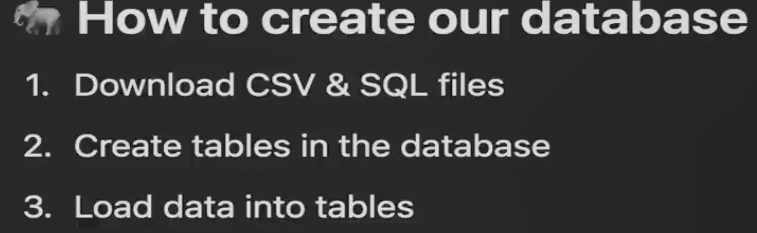 🐘 How to create our database
1. Download CSV & SQL files
2. Create tables in the database
3. Load data into tables